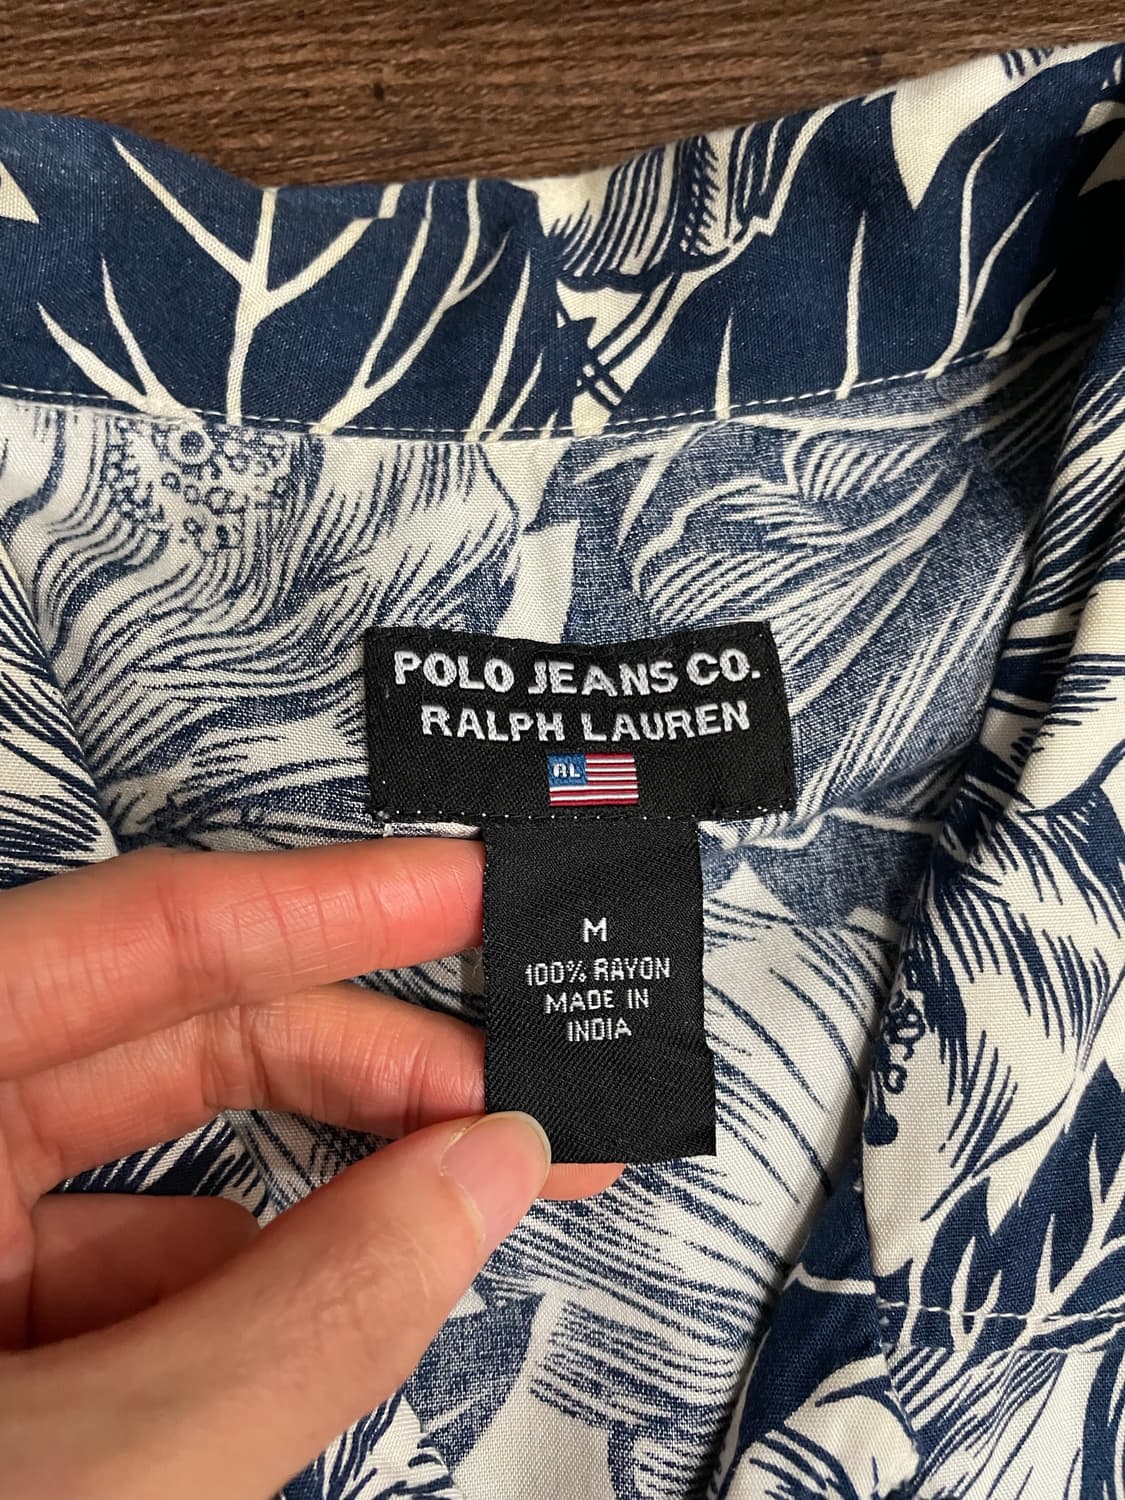 POLO JEANS CO.
RALPH LAUREN
RL
M
100% RAYON
MADE IN
INDIA